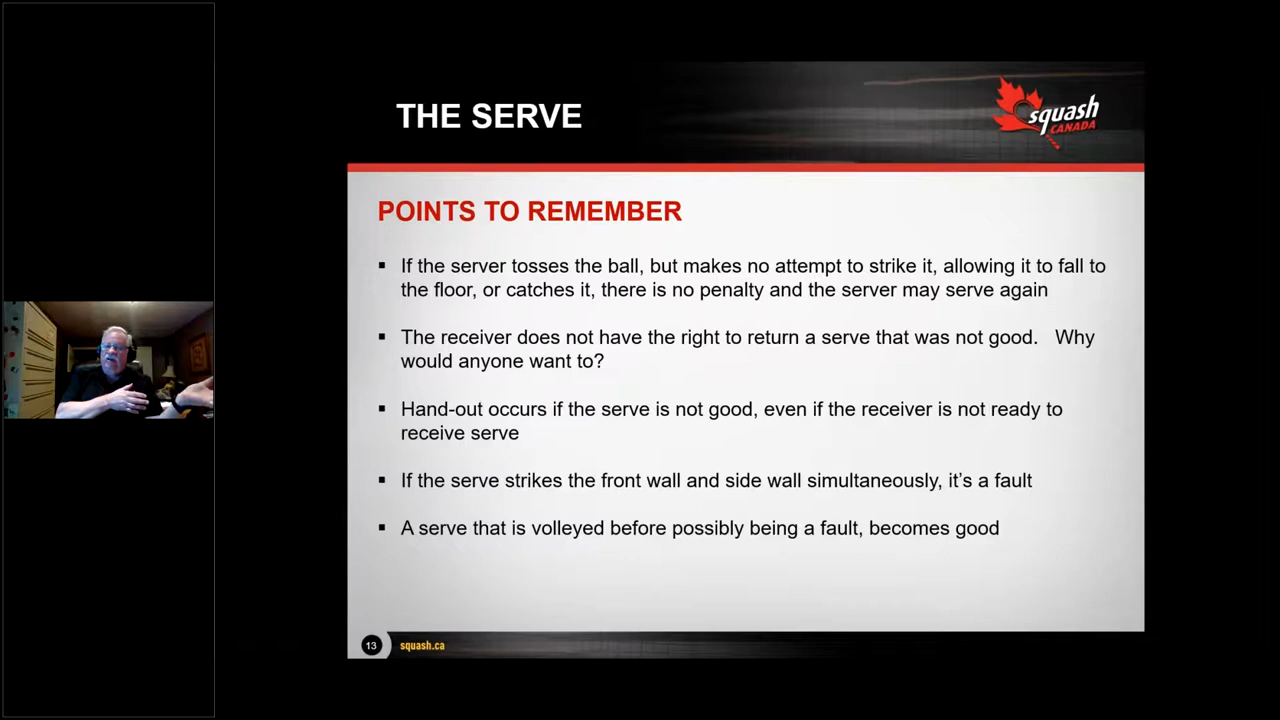 THE SERVE
squash
CANADA
POINTS TO REMEMBER
▪ If the server tosses the ball, but makes no attempt to strike it, allowing it to fall to
the floor, or catches it, there is no penalty and the server may serve again
▪ The receiver does not have the right to return a serve that was not good. Why
would anyone want to?
▪ Hand-out occurs if the serve is not good, even if the receiver is not ready to
receive serve
▪ If the serve strikes the front wall and side wall simultaneously, it's a fault
▪ A serve that is volleyed before possibly being a fault, becomes good
13
squash.ca